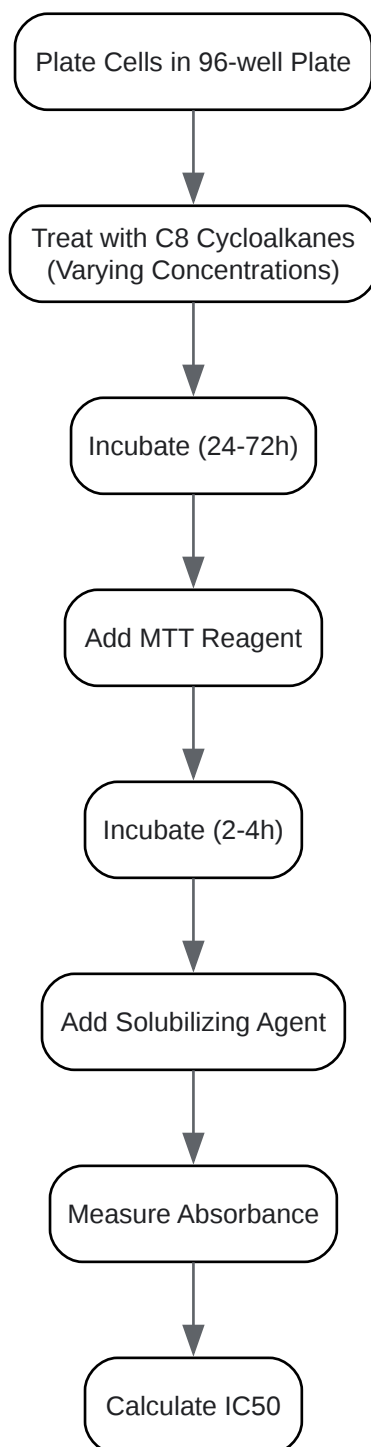 Plate Cells in 96-well Plate
Treat with C8 Cycloalkanes
(Varying Concentrations)
Incubate (24-72h)
Add MTT Reagent
Incubate (2-4h)
Add Solubilizing Agent
Measure Absorbance
Calculate IC50